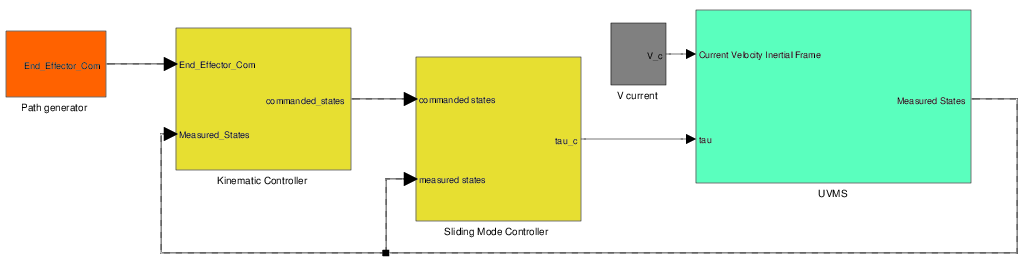 End_Effector_Com
Path generator
End_Effector_Com
commanded_states
Measured_States
Kinematic Controller
commanded states
tau_c
measured states
Sliding Mode Controller
V_c
V current
Current Velocity Inertial Frame
Measured States
tau
UVMS